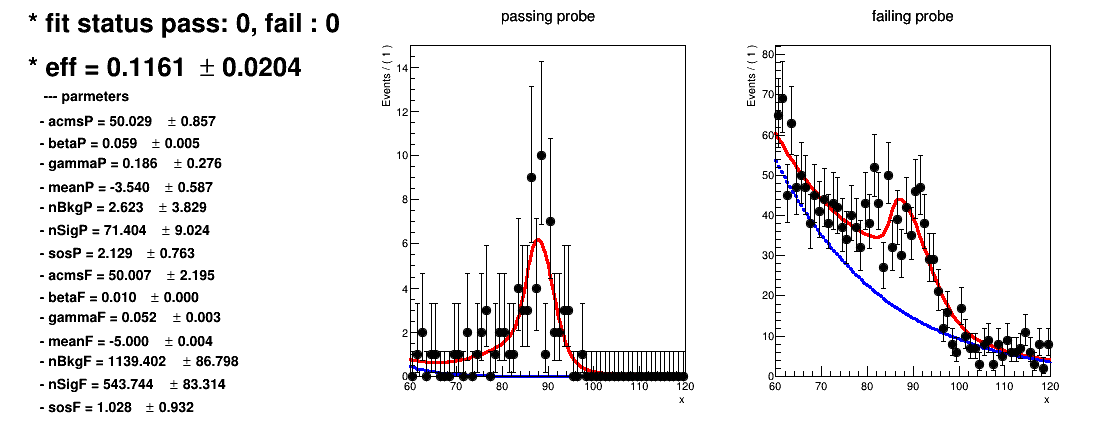 * fit status pass: 0, fail : 0
* eff = 0.1161 ± 0.0204
--- parmeters
- acmsP = 50.029 ± 0.857
- betaP = 0.059 ± 0.005
- gammaP = 0.186 ± 0.276
- meanP = -3.540 ± 0.587
- nBkgP = 2.623 ± 3.829
- nSigP = 71.404 ± 9.024
- sosP = 2.129 ± 0.763
- acmsF = 50.007 ± 2.195
- betaF = 0.010 ± 0.000
- gammaF = 0.052 ± 0.003
- meanF = -5.000 ± 0.004
- nBkgF = 1139.402 ± 86.798
- nSigF = 543.744 ± 83.314
- sosF = 1.028 ± 0.932
passing probe
Events / ( 1 )
14
12
10
8
6
4
2
0
60 70 80 90 100 110 120
x
failing probe
Events / ( 1 )
80
70
60
50
40
30
20
10
0
60 70 80 90 100 110 120
x